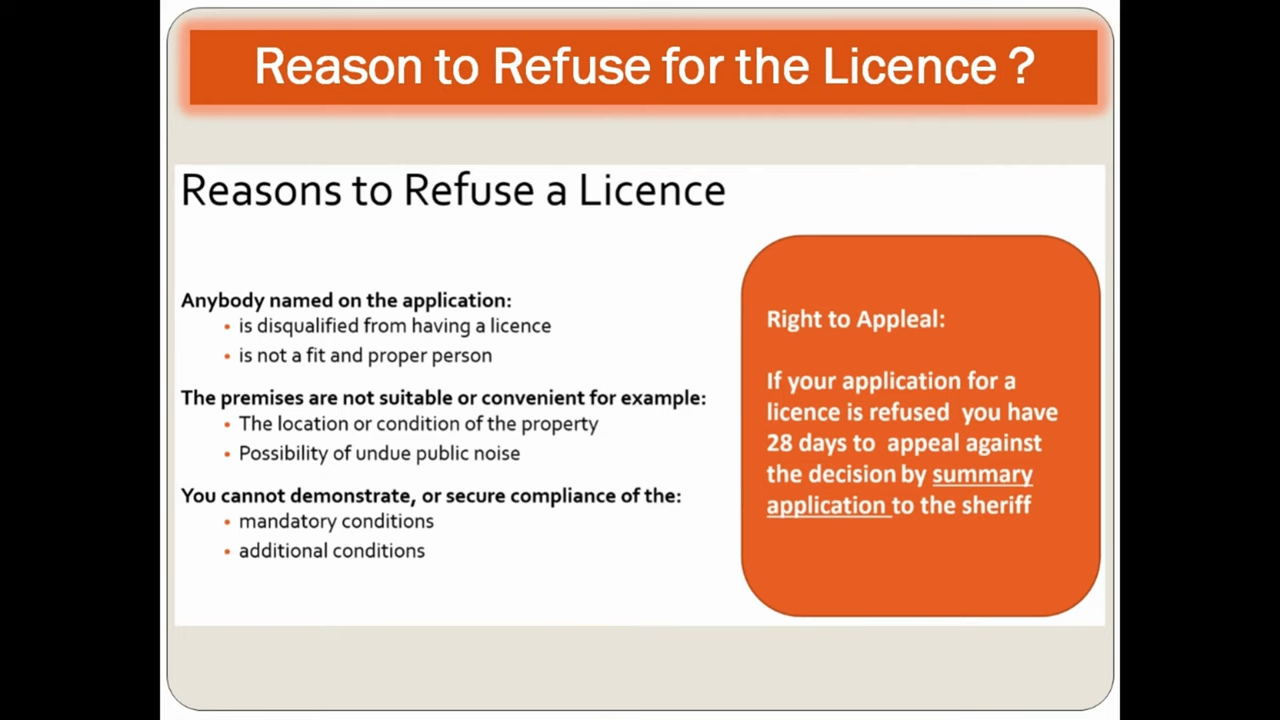 Reason to Refuse for the Licence ?
Reasons to Refuse a Licence
Anybody named on the application:
• is disqualified from having a licence
• is not a fit and proper person
The premises are not suitable or convenient for example:
• The location or condition of the property
• Possibility of undue public noise
You cannot demonstrate, or secure compliance of the:
• mandatory conditions
• additional conditions
Right to Appleal:
If your application for a
licence is refused you have
28 days to appeal against
the decision by summary
application to the sheriff